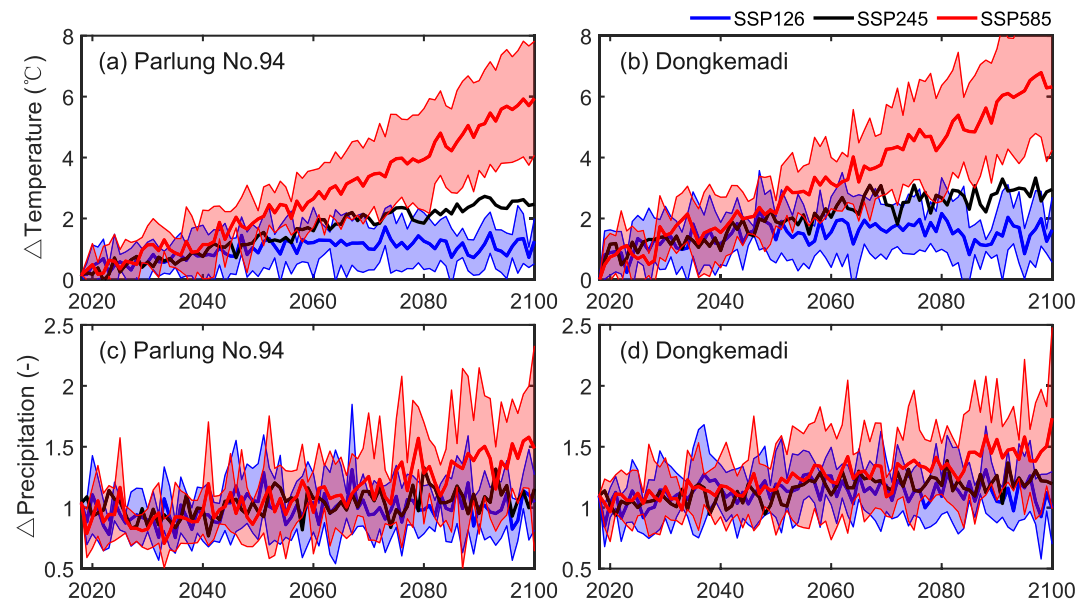 SSP126 SSP245 SSP585
(a) Parlung No.94
(b) Dongkemadi
△Temperature (℃)
8
6
4
2
0
2020 2040 2060 2080 2100
8
6
4
2
0
2020 2040 2060 2080 2100
(c) Parlung No.94
(d) Dongkemadi
△Precipitation (-)
2.5
2
1.5
1
0.5
2020 2040 2060 2080 2100
2.5
2
1.5
1
0.5
2020 2040 2060 2080 2100